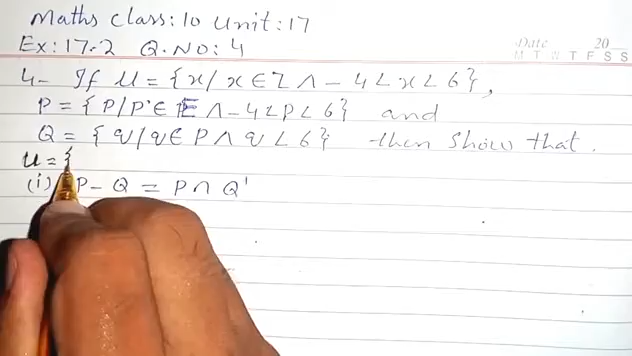 Maths class: 10 Unit: 17
Ex: 17.2 Q.NO: 4
Date 20
M T W T F S S
4- If U = {x/x ∈ Z ∧ -4 < x < 6},
P = {P/P ∈ E ∧ -4 < P < 6} and
Q = {q/q ∈ P ∧ q < 6} then show that.
U = {
(i) P - Q = P ∩ Q'